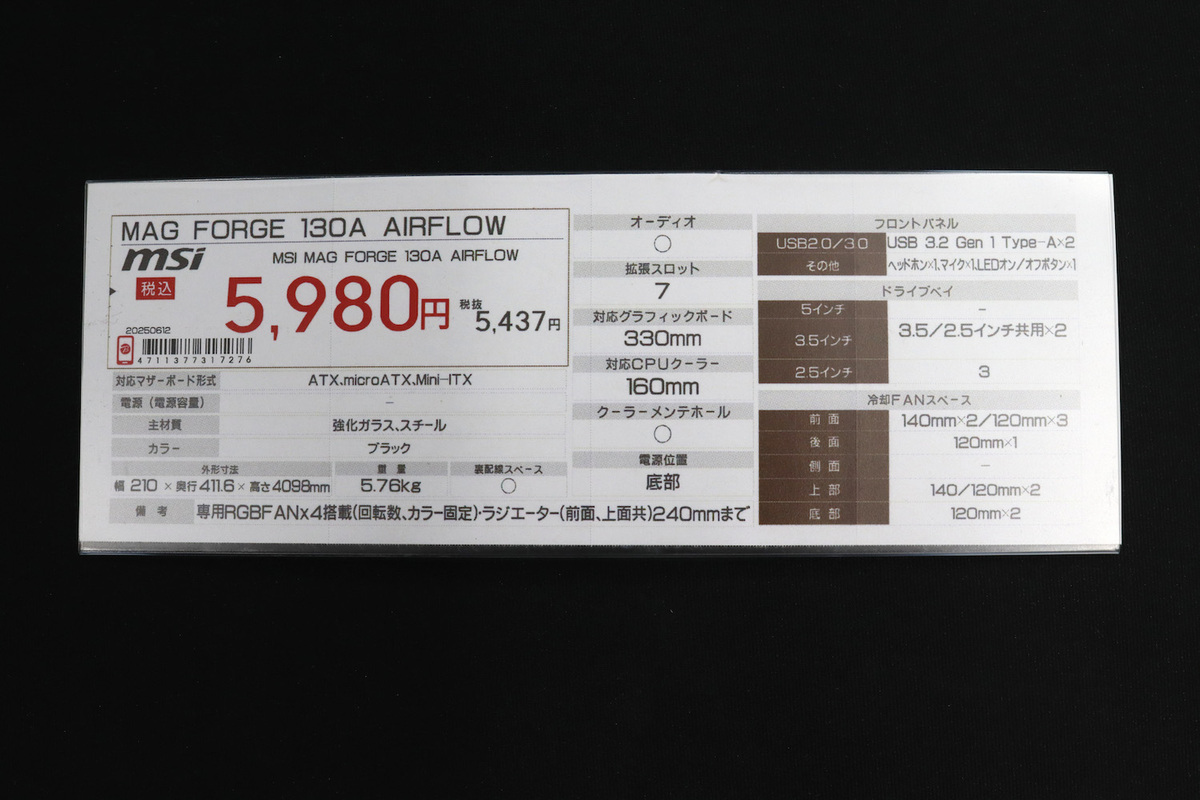 MAG FORGE 130A AIRFLOW
msi
MSI MAG FORGE 130A AIRFLOW
税込
5,980円
税抜
5,437円
20250612
4711377317276
対応マザーボード形式
ATX.microATX.Mini-ITX
電源（電源容量）
−
主材質
強化ガラス、スチール
カラー
ブラック
外形寸法
幅 210 × 奥行 411.6 × 高さ 4098mm
重量
5.76kg
裏配線スペース
○
備考
専用RGBFAN×4搭載(回転数、カラー固定)・ラジエーター(前面、上面共)240mmまで
オーディオ
○
拡張スロット
7
対応グラフィックボード
330mm
対応CPUクーラー
160mm
クーラーメンテホール
○
電源位置
底部
フロントパネル
USB2.0/3.0 USB 3.2 Gen 1 Type-A×2
その他 ヘッドホン×1、マイク×1、LEDオン/オフボタン×1
ドライブベイ
5インチ −
3.5インチ 3.5/2.5インチ共用×2
2.5インチ 3
冷却FANスペース
前面 140mm×2/120mm×3
後面 120mm×1
側面 −
上部 140/120mm×2
底部 120mm×2